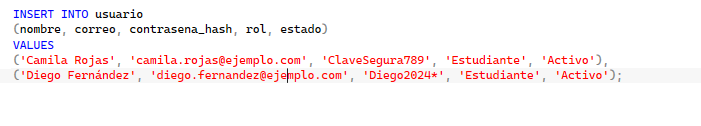 INSERT INTO usuario
(nombre, correo, contrasena_hash, rol, estado)
VALUES
('Camila Rojas', 'camila.rojas@ejemplo.com', 'ClaveSegura789', 'Estudiante', 'Activo'),
('Diego Fernández', 'diego.fernandez@ejemplo.com', 'Diego2024*', 'Estudiante', 'Activo');